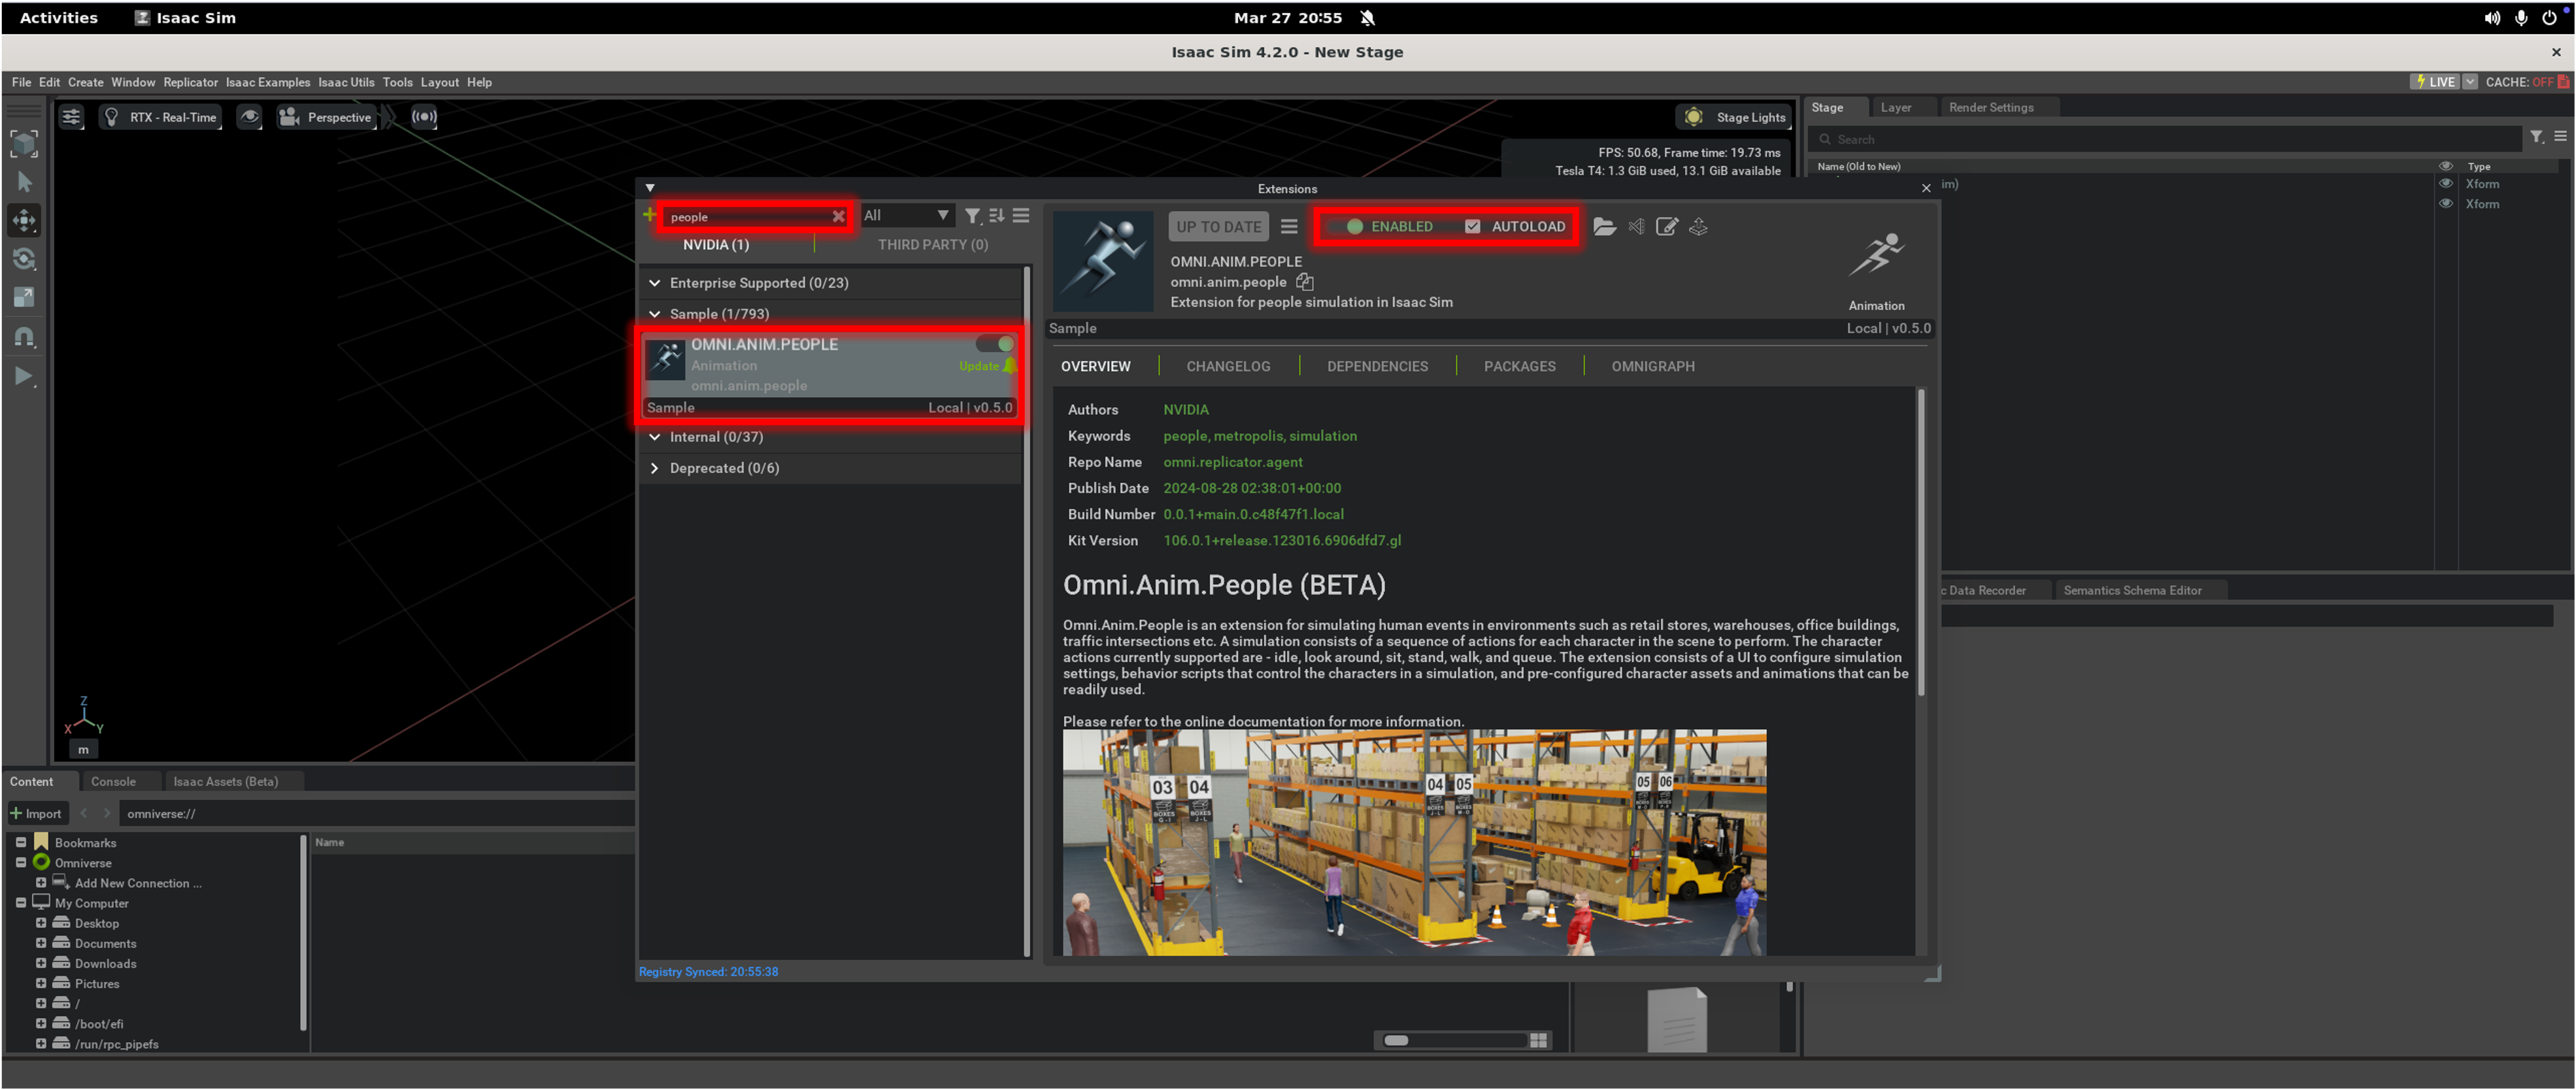 Activities Isaac Sim Mar 27 20:55
Isaac Sim 4.2.0 - New Stage
File Edit Create Window Replicator Isaac Examples Isaac Utils Tools Layout Help LIVE CACHE: OFF
RTX - Real-Time Perspective Stage Lights
FPS: 50.68, Frame time: 19.73 ms
Tesla T4: 1.3 GiB used, 13.1 GiB available
Stage Layer Render Settings
Search
Name (Old to New) Type
im) Xform
Xform
Extensions
people All
NVIDIA (1) THIRD PARTY (0)
Enterprise Supported (0/23)
Sample (1/793)
OMNI.ANIM.PEOPLE
Animation Update
omni.anim.people
Sample Local | v0.5.0
Internal (0/37)
Deprecated (0/6)
Registry Synced: 20:55:38
UP TO DATE ENABLED AUTOLOAD
OMNI.ANIM.PEOPLE
omni.anim.people
Extension for people simulation in Isaac Sim
Animation
Sample Local | v0.5.0
OVERVIEW CHANGELOG DEPENDENCIES PACKAGES OMNIGRAPH
Authors NVIDIA
Keywords people, metropolis, simulation
Repo Name omni.replicator.agent
Publish Date 2024-08-28 02:38:01+00:00
Build Number 0.0.1+main.0.c48f47f1.local
Kit Version 106.0.1+release.123016.6906dfd7.gl
Omni.Anim.People (BETA)
Omni.Anim.People is an extension for simulating human events in environments such as retail stores, warehouses, office buildings,
traffic intersections etc. A simulation consists of a sequence of actions for each character in the scene to perform. The character
actions currently supported are - idle, look around, sit, stand, walk, and queue. The extension consists of a UI to configure simulation
settings, behavior scripts that control the characters in a simulation, and pre-configured character assets and animations that can be
readily used.
Please refer to the online documentation for more information.
03 04 04 05 05 06
BOXES BOXES
G-I J-L
c Data Recorder Semantics Schema Editor
Z
X Y
m
Content Console Isaac Assets (Beta)
Import omniverse://
Bookmarks Name
Omniverse
Add New Connection ...
My Computer
Desktop
Documents
Downloads
Pictures
/
/boot/efi
/run/rpc_pipefs